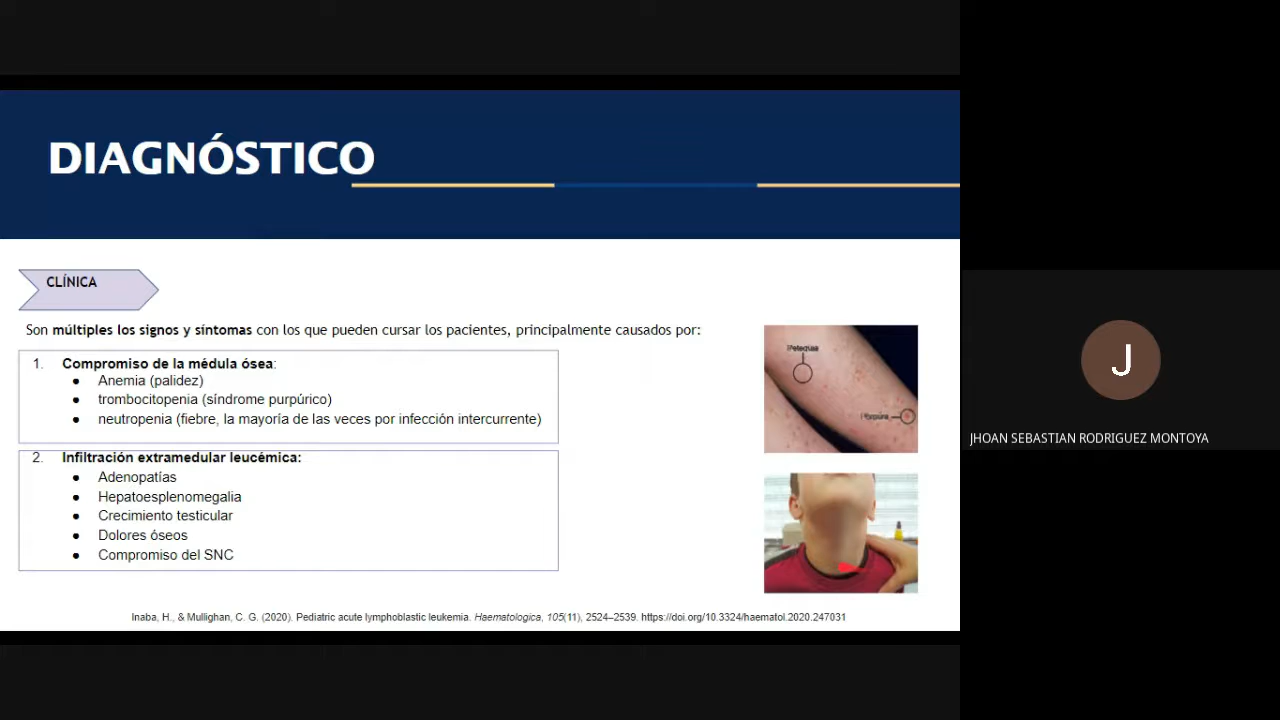 DIAGNÓSTICO
CLÍNICA
Son múltiples los signos y síntomas con los que pueden cursar los pacientes, principalmente causados por:
1. Compromiso de la médula ósea:
● Anemia (palidez)
● trombocitopenia (síndrome purpúrico)
● neutropenia (fiebre, la mayoría de las veces por infección intercurrente)
2. Infiltración extramedular leucémica:
● Adenopatías
● Hepatoesplenomegalia
● Crecimiento testicular
● Dolores óseos
● Compromiso del SNC
Inaba, H., & Mullighan, C. G. (2020). Pediatric acute lymphoblastic leukemia. Haematologica, 105(11), 2524–2539. https://doi.org/10.3324/haematol.2020.247031
J
JHOAN SEBASTIAN RODRIGUEZ MONTOYA